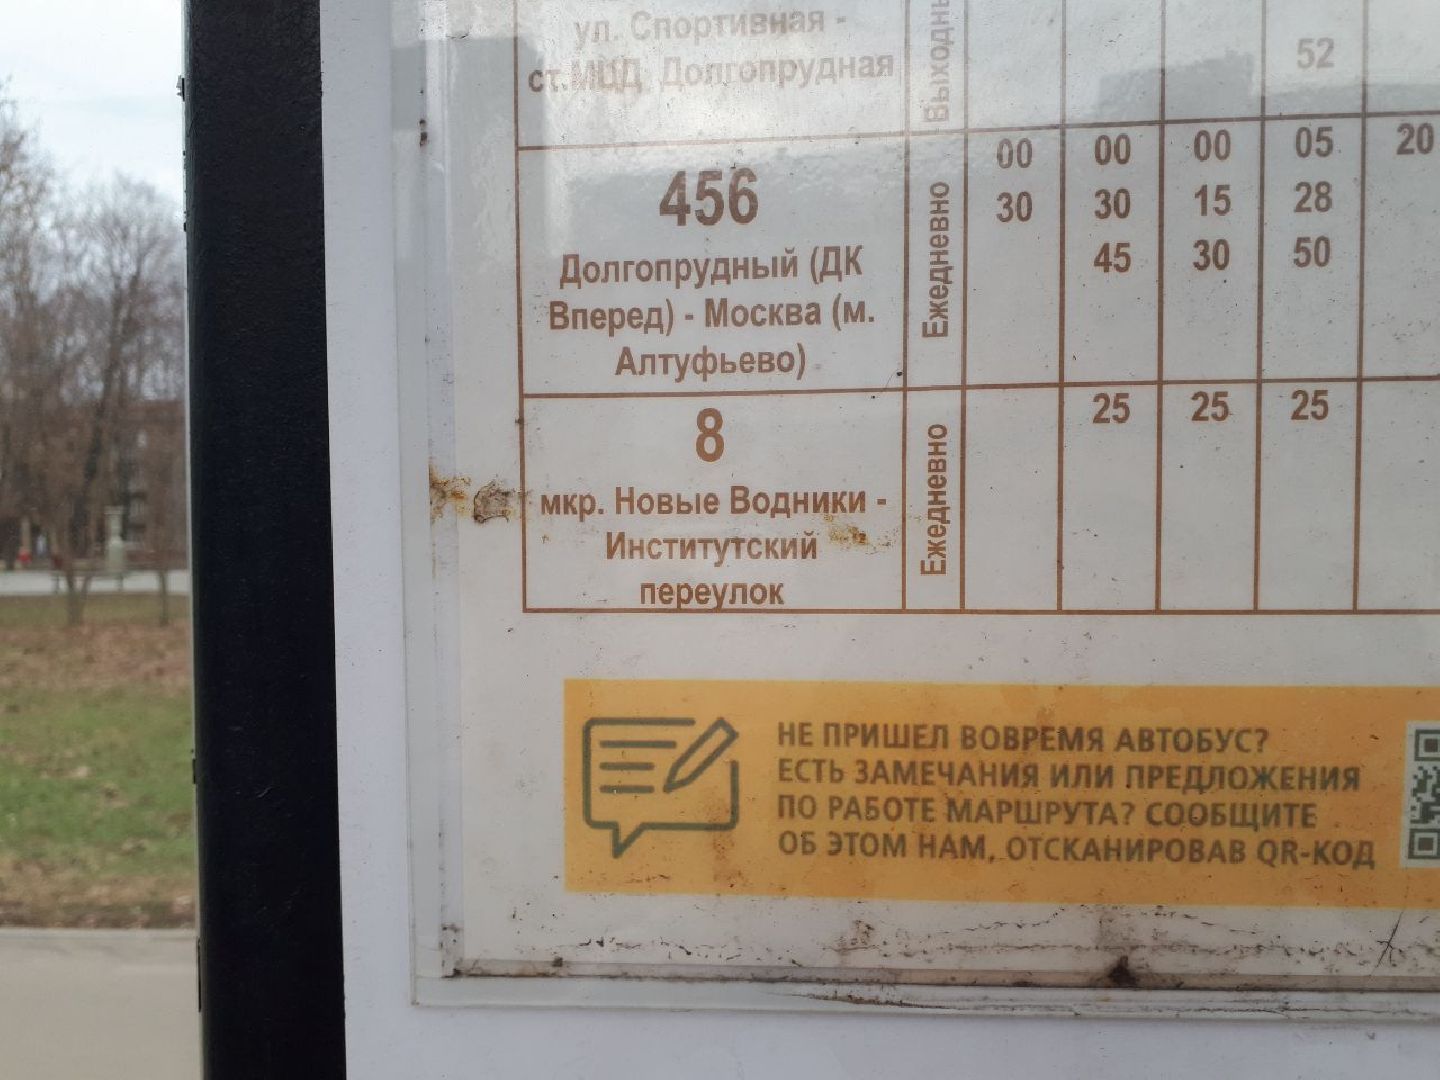 ул. Спортивная -
ст.МЦД Долгопрудная
52
456
Долгопрудный (ДК
Вперед) - Москва (м.
Алтуфьево)
Ежедневно
00 00 00 05 20
30 30 15 28
45 30 50
8
мкр. Новые Водники -
Институтский
переулок
Ежедневно
25 25 25
НЕ ПРИШЕЛ ВОВРЕМЯ АВТОБУС?
ЕСТЬ ЗАМЕЧАНИЯ ИЛИ ПРЕДЛОЖЕНИЯ
ПО РАБОТЕ МАРШРУТА? СООБЩИТЕ
ОБ ЭТОМ НАМ, ОТСКАНИРОВАВ QR-КОД